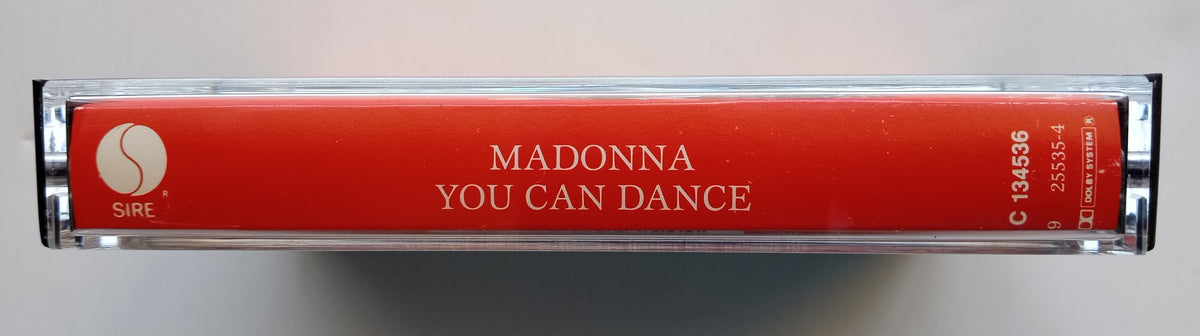 SIRE
®
MADONNA
YOU CAN DANCE
C 134536
9 25535-4
DOLBY SYSTEM ®